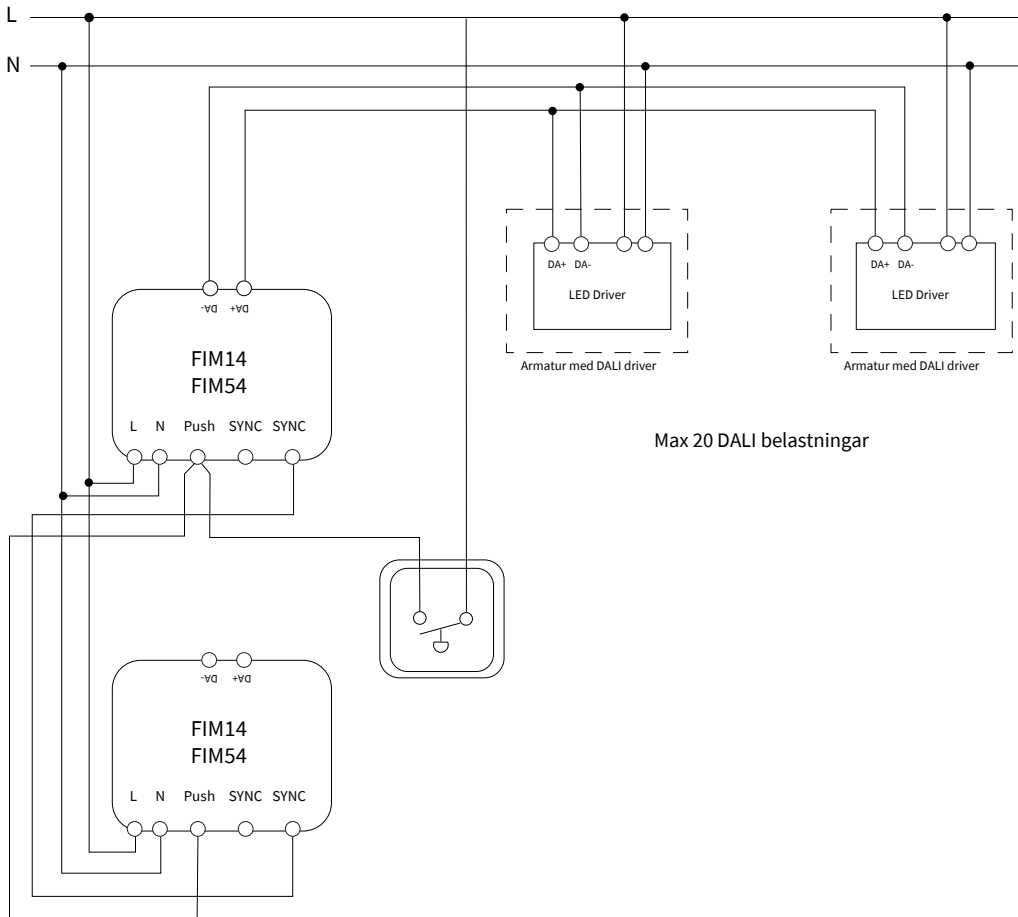 L
N
DA+ DA-
LED Driver
Armatur med DALI driver
DA+ DA-
LED Driver
Armatur med DALI driver
DA- DA+
FIM14
FIM54
L N Push SYNC SYNC
Max 20 DALI belastningar
DA- DA+
FIM14
FIM54
L N Push SYNC SYNC